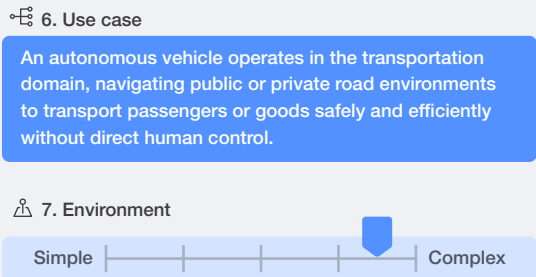 6. Use case
An autonomous vehicle operates in the transportation
domain, navigating public or private road environments
to transport passengers or goods safely and efficiently
without direct human control.
7. Environment
Simple Complex